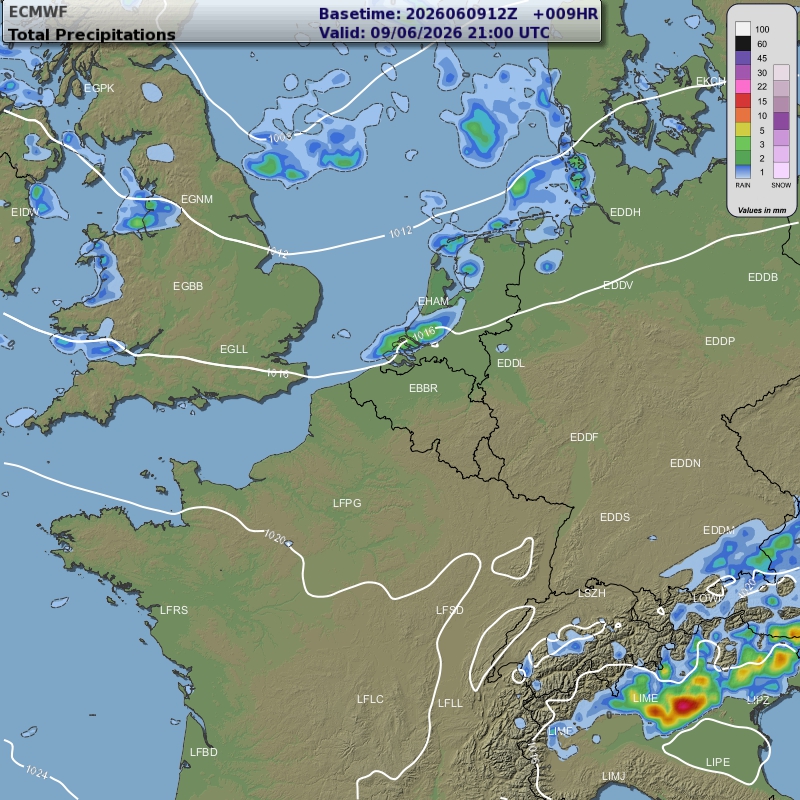 ECMWF
Basetime: 2026060912Z +009HR
Total Precipitations
Valid: 09/06/2026 21:00 UTC
100
60
45
30
22
15
10
5
3
2
1
RAIN
SNOW
Values in mm
EGPK
EKCH
EIDW
EGNM
EDDH
1012
1012
EGBB
EDDV
EDDB
EHAM
1016
EGLL
EDDP
EDDL
1016
EBBR
EDDF
EDDN
LFPG
EDDS
EDDM
1020
LSZH
LFRS
LFSD
LFLC
LFLL
LIME
LIPZ
LIMF
LFBD
LIPE
1024
LIMJ